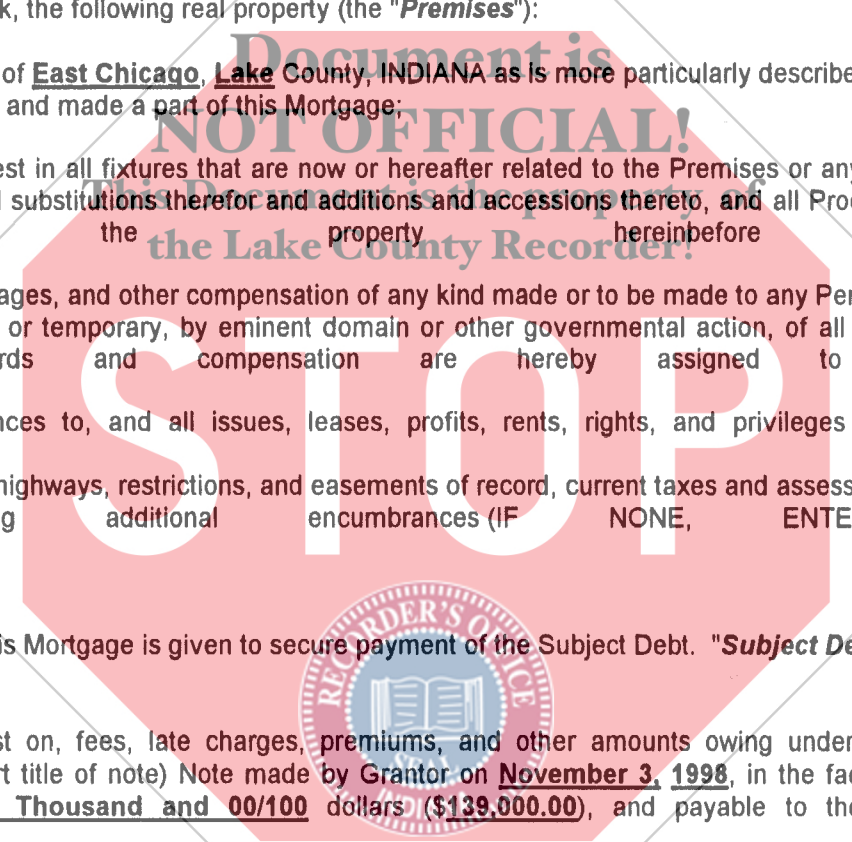 k, the following real property (the "Premises"):
Document is
of East Chicago, Lake County, INDIANA as is more particularly describe
and made a part of this Mortgage;
NOT OFFICIAL!
est in all fixtures that are now or hereafter related to the Premises or any
This Document is the property of
substitutions therefor and additions and accessions thereto, and all Pro
the property hereinbefore
the Lake County Recorder!
ages, and other compensation of any kind made or to be made to any Per
or temporary, by eminent domain or other governmental action, of all
rds and compensation are hereby assigned to
STOP
nces to, and all issues, leases, profits, rents, rights, and privileges
highways, restrictions, and easements of record, current taxes and assess
g additional encumbrances (IF NONE, ENTE
RECORDER'S OFFICE
is Mortgage is given to secure payment of the Subject Debt. "Subject De
st on, fees, late charges, premiums, and other amounts owing under
SEAL
rt title of note) Note made by Grantor on November 3, 1998, in the fac
Thousand and 00/100 dollars ($139,000.00), and payable to the